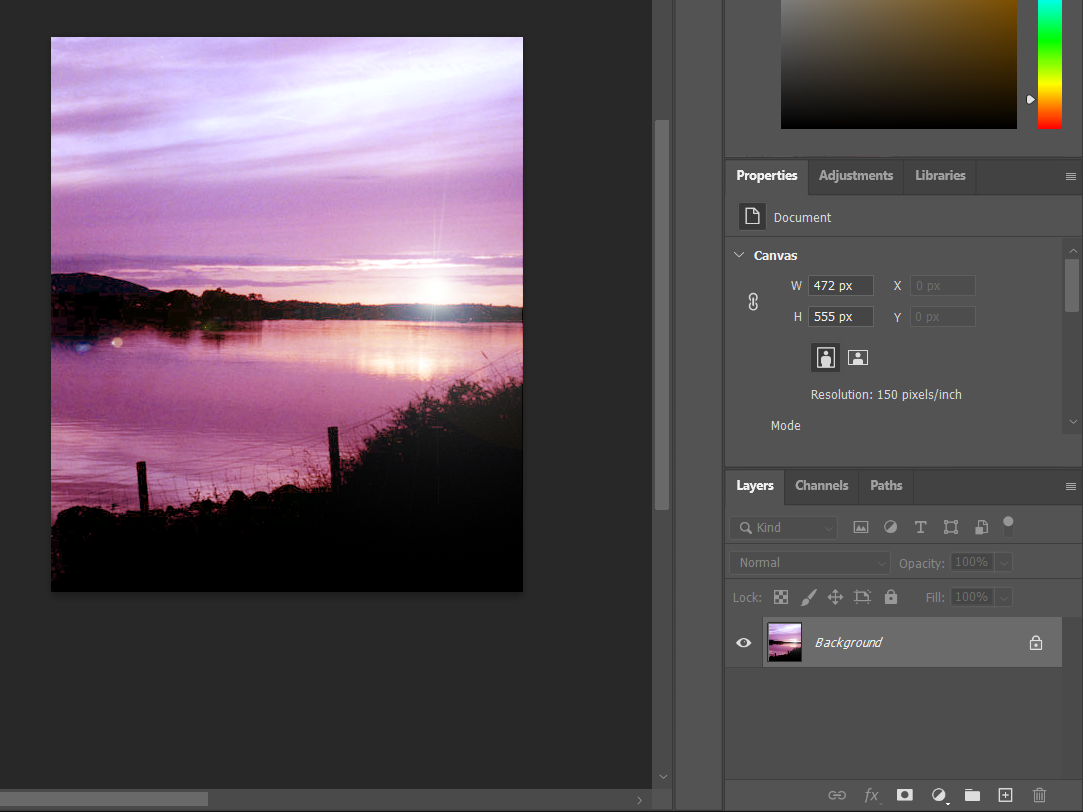 Properties Adjustments Libraries
Document
Canvas
W 472 px X 0 px
H 555 px Y 0 px
Resolution: 150 pixels/inch
Mode
Layers Channels Paths
Kind
Normal Opacity: 100%
Lock: Fill: 100%
Background
fx